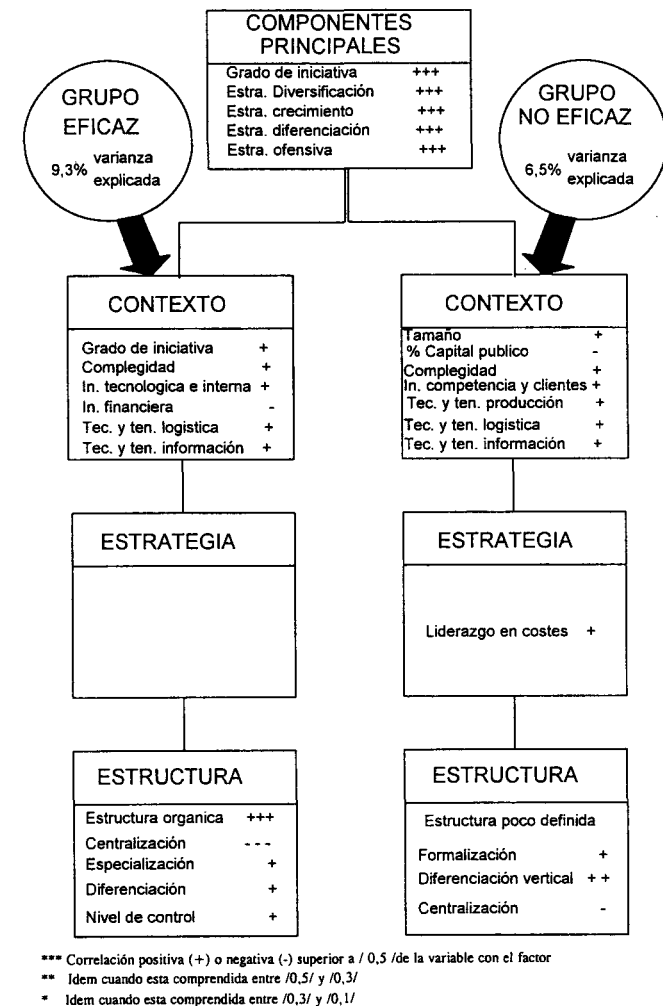 COMPONENTES
PRINCIPALES
Grado de iniciativa +++
Estra. Diversificación +++
Estra. crecimiento +++
Estra. diferenciación +++
Estra. ofensiva +++
GRUPO
EFICAZ
9,3% varianza
explicada
GRUPO
NO EFICAZ
6,5% varianza
explicada
CONTEXTO
Grado de iniciativa +
Complegidad +
In. tecnologica e interna +
In. financiera -
Tec. y ten. logistica +
Tec. y ten. información +
CONTEXTO
Tamaño +
% Capital publico -
Complegidad +
In. competencia y clientes +
Tec. y ten. producción +
Tec. y ten. logistica +
Tec. y ten. información +
ESTRATEGIA
ESTRATEGIA
Liderazgo en costes +
ESTRUCTURA
Estructura organica +++
Centralización - - -
Especialización +
Diferenciación +
Nivel de control +
ESTRUCTURA
Estructura poco definida
Formalización +
Diferenciación vertical + +
Centralización -
*** Correlación positiva (+) o negativa (-) superior a / 0,5 /de la variable con el factor
** Idem cuando esta comprendida entre /0,5/ y /0,3/
* Idem cuando esta comprendida entre /0,3/ y /0,1/